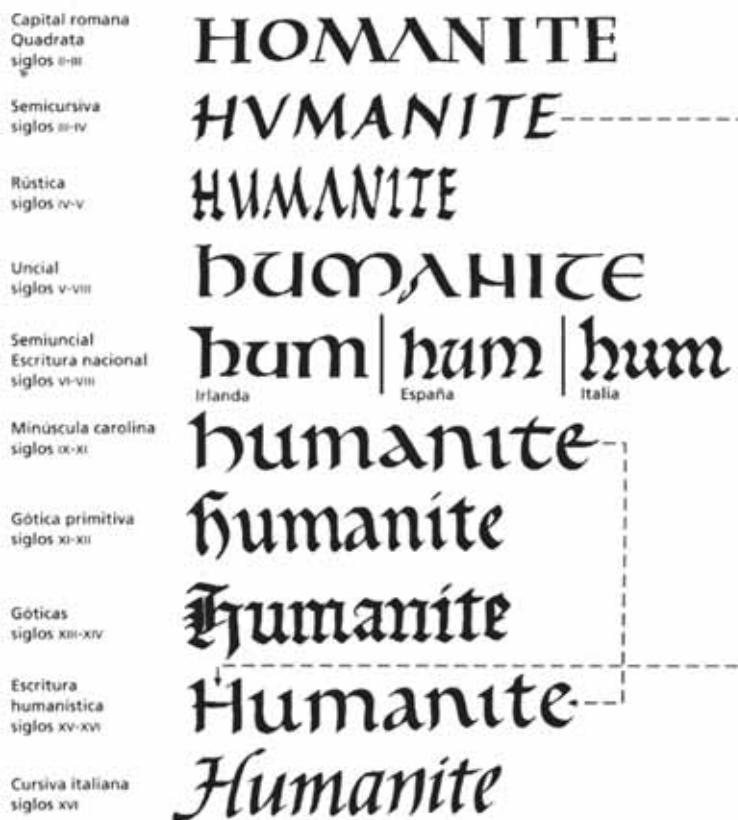 Capital romana
Quadrata
siglos II-III
HOMANITE
Semicursiva
siglos III-IV
HVMANITE
Rústica
siglos IV-V
HUMANITE
Uncial
siglos V-VIII
humanite
Semiuncial
Escritura nacional
siglos VI-VIII
hum hum hum
Irlanda España Italia
Minúscula carolina
siglos IX-XI
humanite
Gótica primitiva
siglos XI-XII
humanite
Góticas
siglos XIII-XIV
Humanite
Escritura
humanística
siglos XV-XVI
Humanite
Cursiva italiana
siglos XVI
Humanite